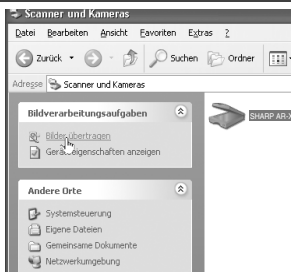 Scanner und Kameras
Datei Bearbeiten Ansicht Favoriten Extras ?
Zurück Suchen Ordner
Adresse Scanner und Kameras
Bildverarbeitungsaufgaben
Bilder übertragen
Geräteeigenschaften anzeigen
SHARP AR-
Andere Orte
Systemsteuerung
Eigene Dateien
Gemeinsame Dokumente
Netzwerkumgebung